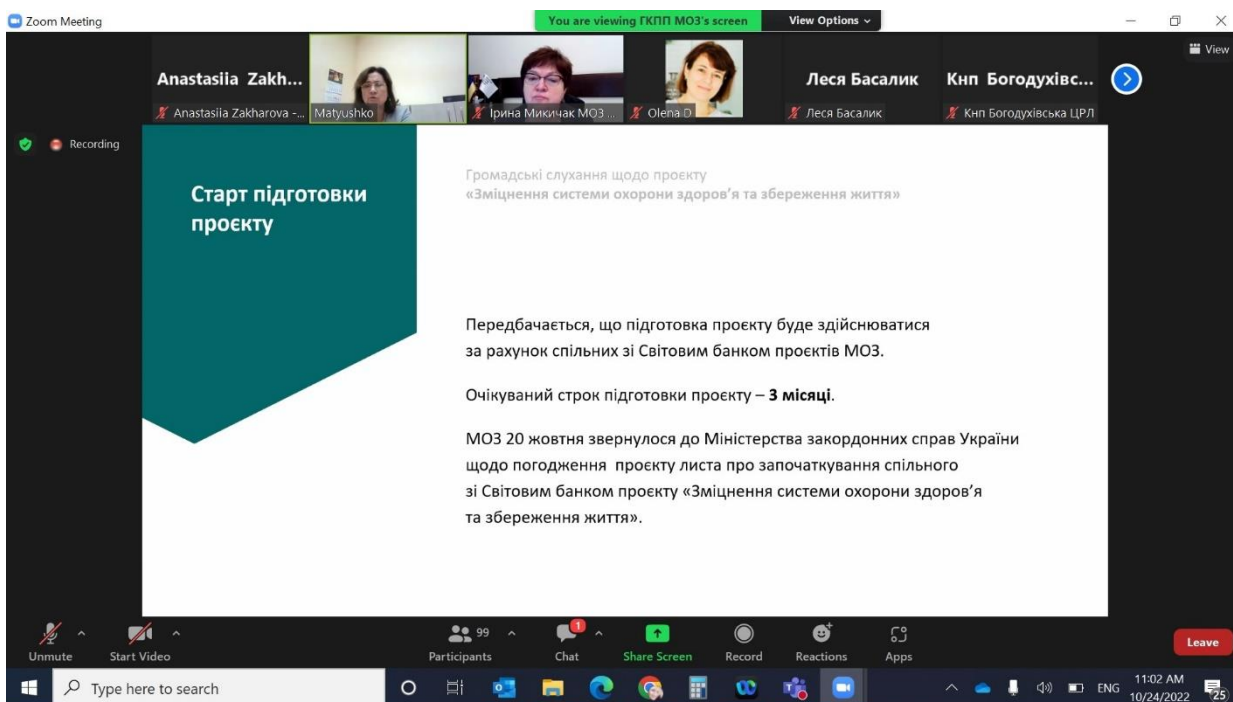 Zoom Meeting
You are viewing ГКПП МОЗ's screen
View Options
View
Anastasiia Zakh...
Леся Басалик
Кнп Богодухівс...
Anastasiia Zakharova -...
Matyushko
Ірина Микичак МОЗ ...
Olena D
Леся Басалик
Кнп Богодухівська ЦРЛ
Recording
Старт підготовки
проєкту
Громадські слухання щодо проєкту
«Зміцнення системи охорони здоров’я та збереження життя»
Передбачається, що підготовка проєкту буде здійснюватися
за рахунок спільних зі Світовим банком проєктів МОЗ.
Очікуваний строк підготовки проєкту – 3 місяці.
МОЗ 20 жовтня звернулося до Міністерства закордонних справ України
щодо погодження проєкту листа про започаткування спільного
зі Світовим банком проєкту «Зміцнення системи охорони здоров’я
та збереження життя».
99
1
Unmute
Start Video
Participants
Chat
Share Screen
Record
Reactions
Apps
Leave
Type here to search
ENG
11:02 AM
10/24/2022
25